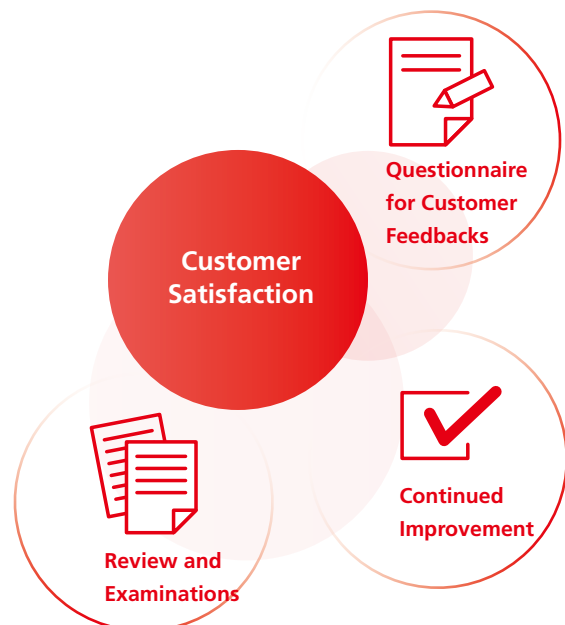 Questionnaire
for Customer
Feedbacks
Customer
Satisfaction
Continued
Improvement
Review and
Examinations